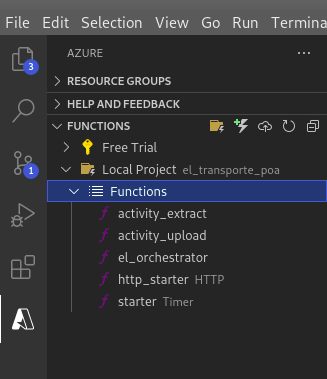 File Edit Selection View Go Run Termina
AZURE
3
RESOURCE GROUPS
HELP AND FEEDBACK
FUNCTIONS
Free Trial
1
Local Project el_transporte_poa
Functions
activity_extract
activity_upload
el_orchestrator
http_starter HTTP
starter Timer